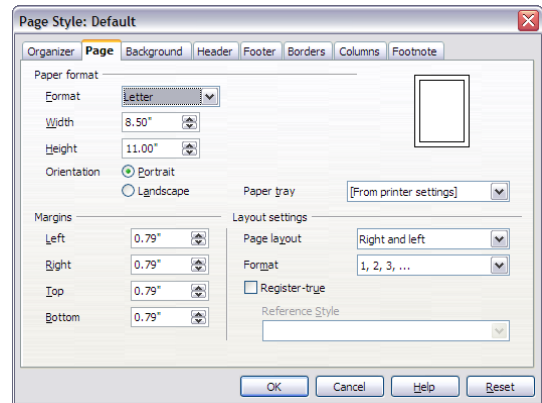 Page Style: Default
Organizer Page Background Header Footer Borders Columns Footnote
Paper format
Format Letter
Width 8.50"
Height 11.00"
Orientation Portrait
Landscape Paper tray [From printer settings]
Margins Layout settings
Left 0.79" Page layout Right and left
Right 0.79" Format 1, 2, 3, ...
Top 0.79" Register-true
Bottom 0.79" Reference Style
OK Cancel Help Reset